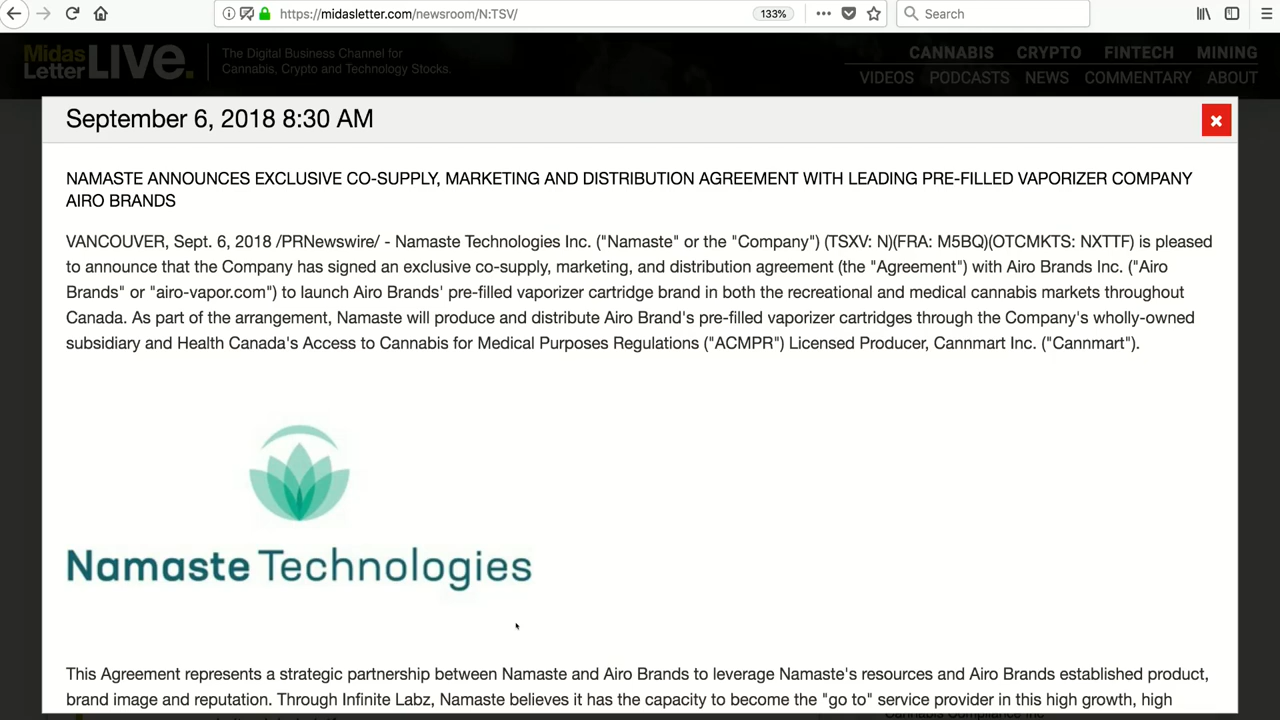 https://midasletter.com/newsroom/N:TSV/
133%
Search
Midas
Letter LIVE.
The Digital Business Channel for
Cannabis, Crypto and Technology Stocks.
CANNABIS CRYPTO FINTECH MINING
VIDEOS PODCASTS NEWS COMMENTARY ABOUT
September 6, 2018 8:30 AM
NAMASTE ANNOUNCES EXCLUSIVE CO-SUPPLY, MARKETING AND DISTRIBUTION AGREEMENT WITH LEADING PRE-FILLED VAPORIZER COMPANY
AIRO BRANDS
VANCOUVER, Sept. 6, 2018 /PRNewswire/ - Namaste Technologies Inc. ("Namaste" or the "Company") (TSXV: N)(FRA: M5BQ)(OTCMKTS: NXTTF) is pleased
to announce that the Company has signed an exclusive co-supply, marketing, and distribution agreement (the "Agreement") with Airo Brands Inc. ("Airo
Brands" or "airo-vapor.com") to launch Airo Brands' pre-filled vaporizer cartridge brand in both the recreational and medical cannabis markets throughout
Canada. As part of the arrangement, Namaste will produce and distribute Airo Brand's pre-filled vaporizer cartridges through the Company's wholly-owned
subsidiary and Health Canada's Access to Cannabis for Medical Purposes Regulations ("ACMPR") Licensed Producer, Cannmart Inc. ("Cannmart").
Namaste Technologies
This Agreement represents a strategic partnership between Namaste and Airo Brands to leverage Namaste's resources and Airo Brands established product,
brand image and reputation. Through Infinite Labz, Namaste believes it has the capacity to become the "go to" service provider in this high growth, high